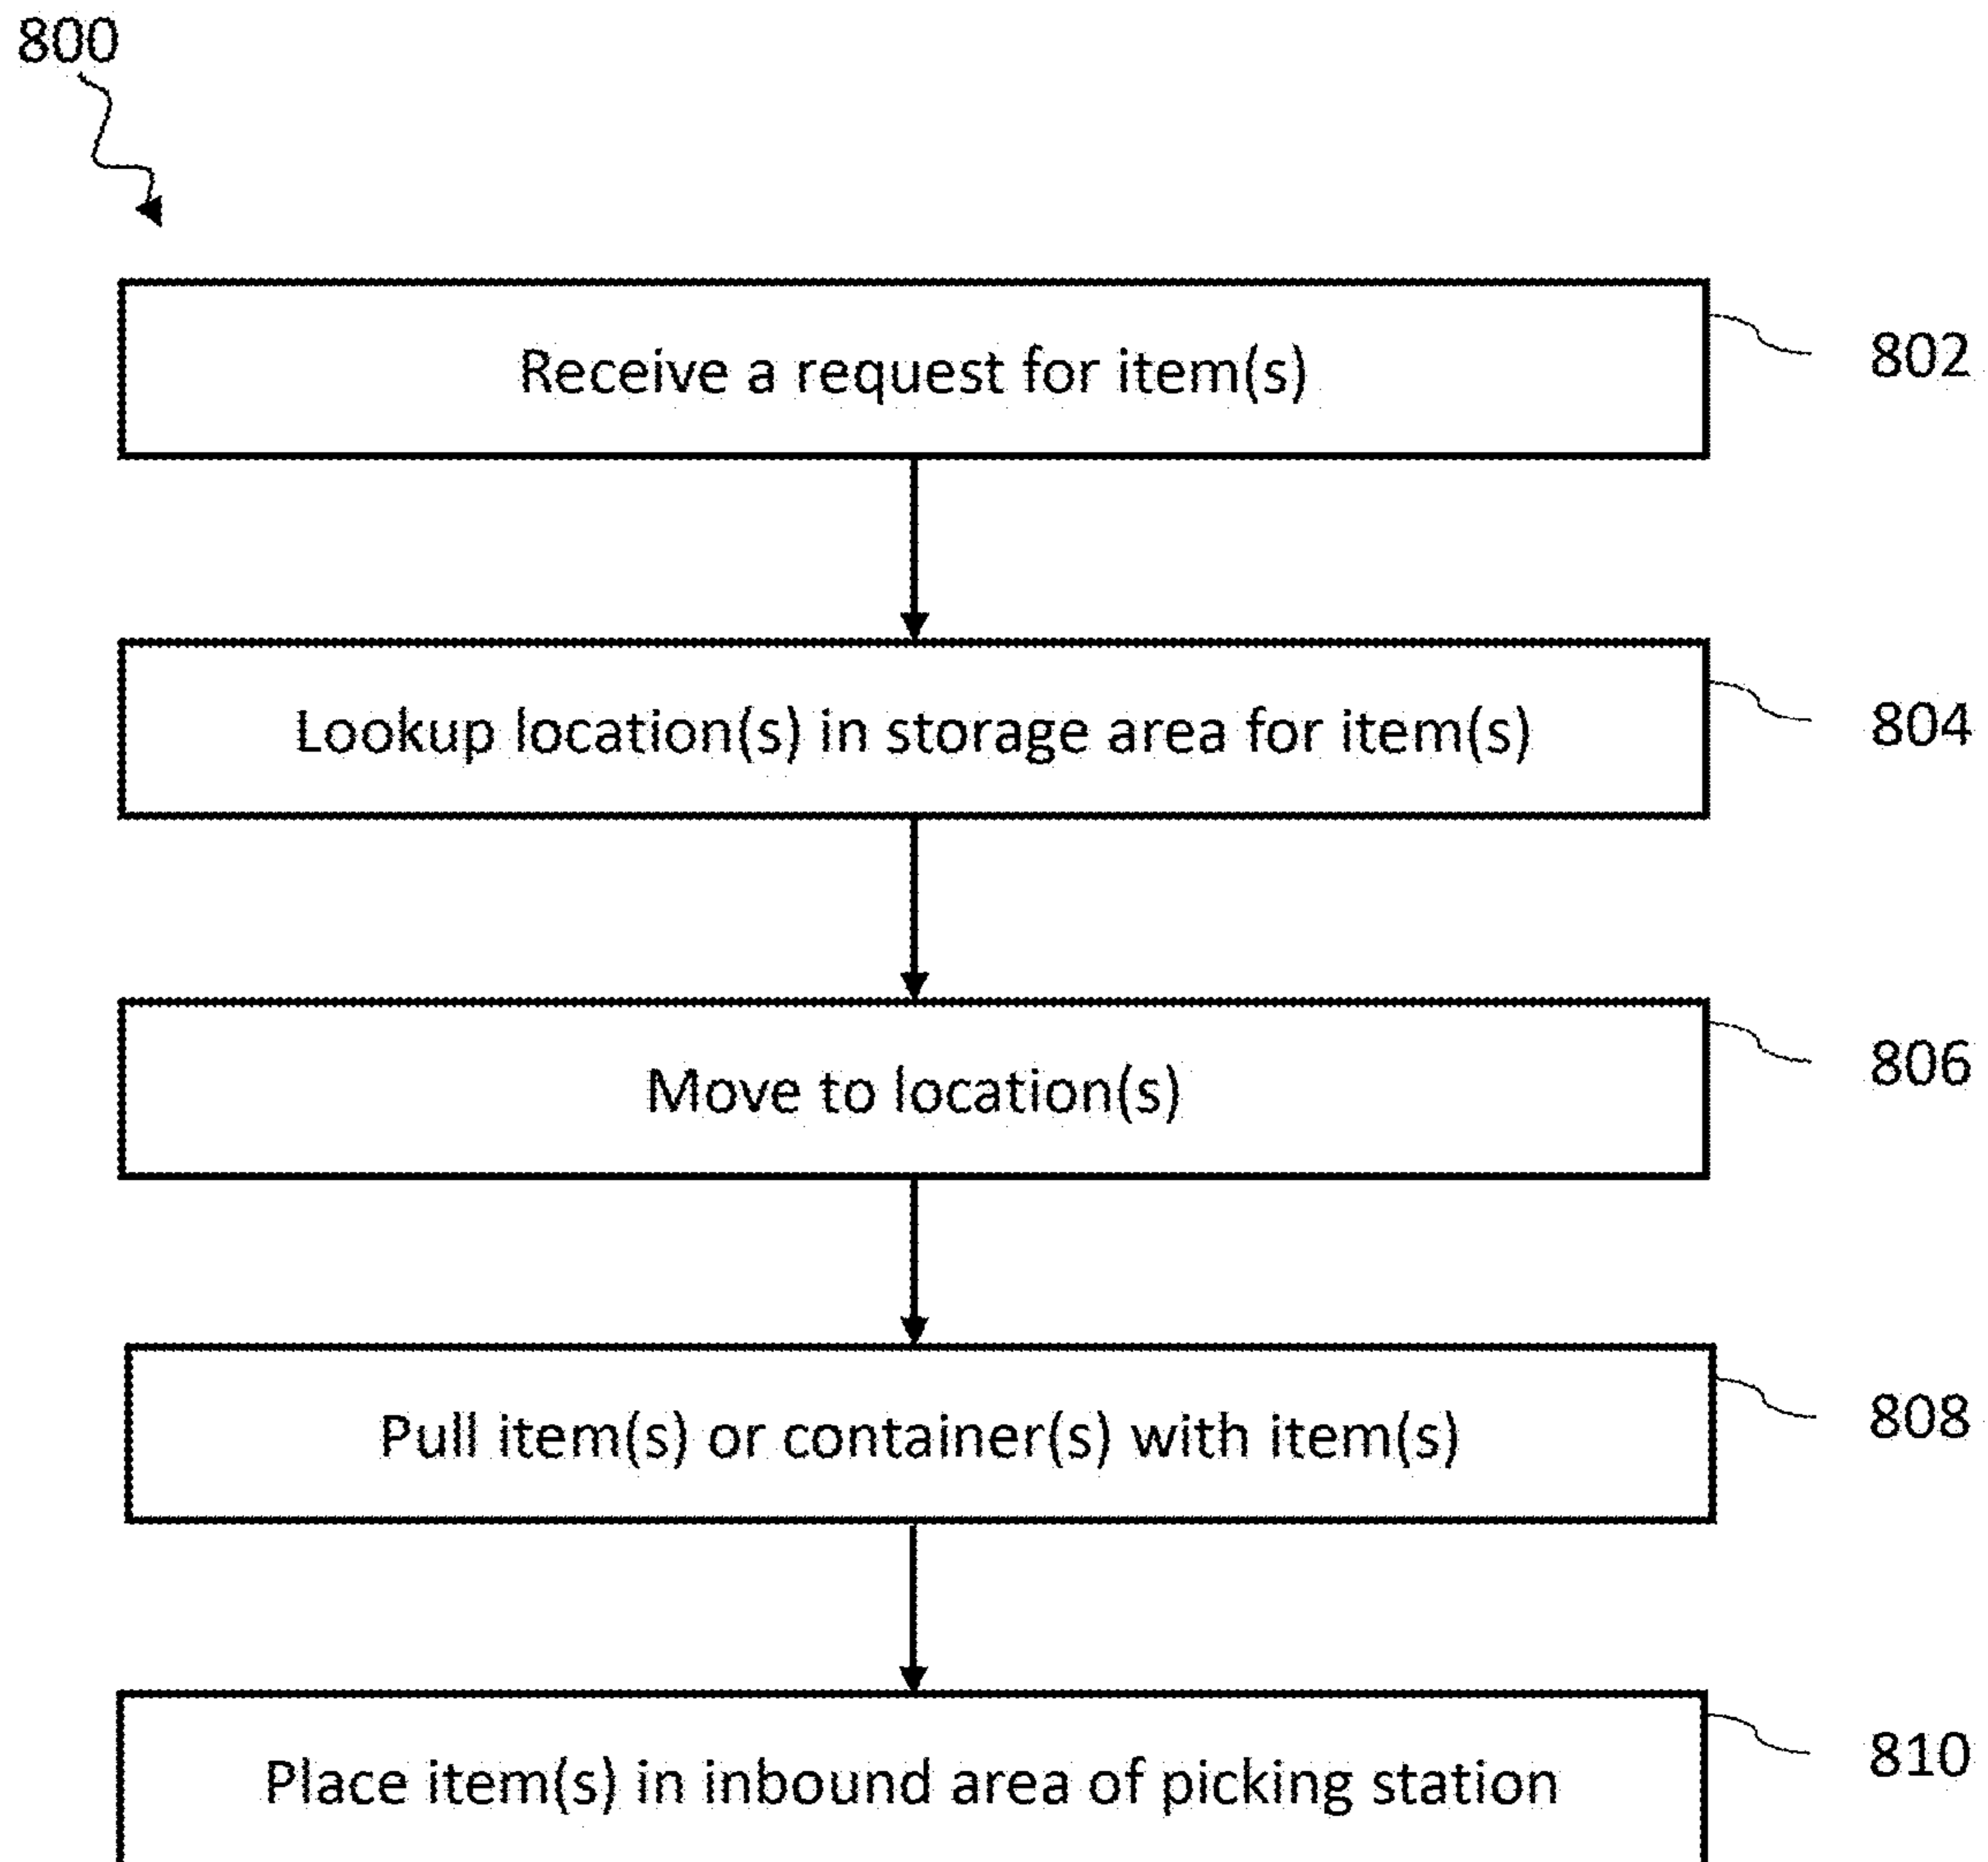 800
Receive a request for item(s)
802
Lookup location(s) in storage area for item(s)
804
Move to location(s)
806
Pull item(s) or container(s) with item(s)
808
Place item(s) in inbound area of picking station
810